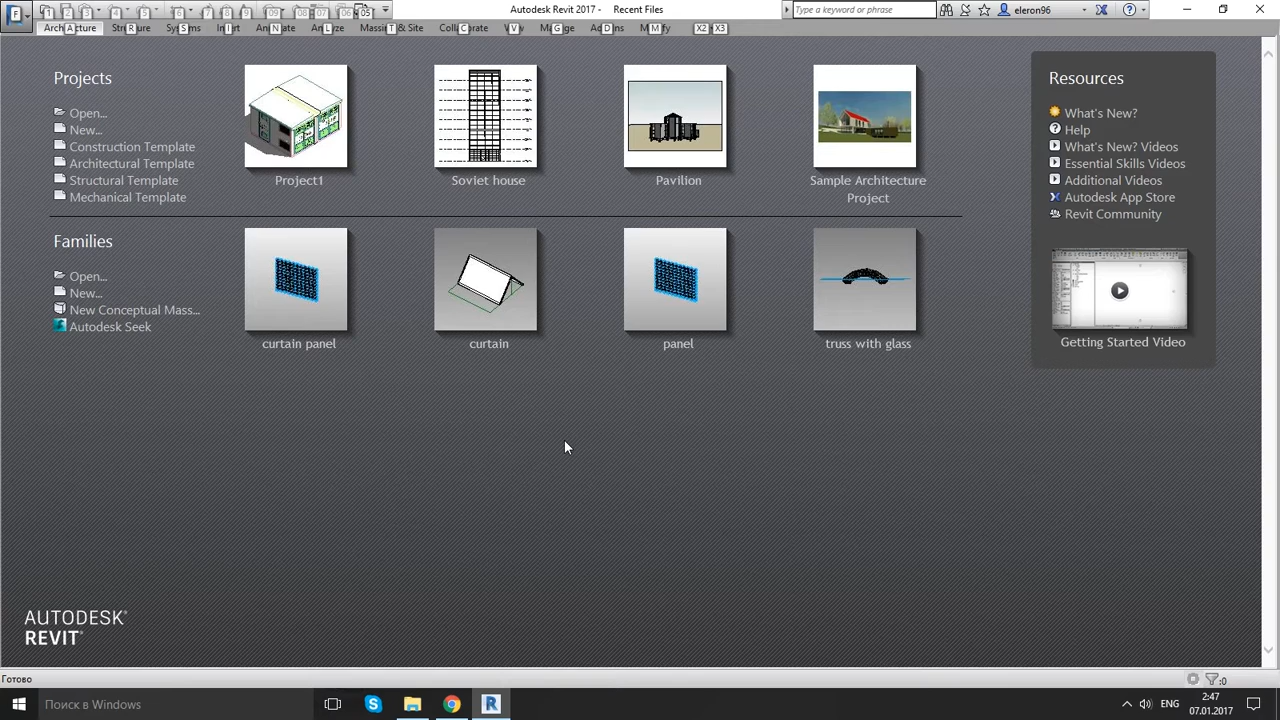 Autodesk Revit 2017 - Recent Files
Type a keyword or phrase
eleron96
Modify
Projects
Open...
New...
Construction Template
Architectural Template
Structural Template
Mechanical Template
Project1
Soviet house
Pavilion
Sample Architecture
Project
Families
Open...
New...
New Conceptual Mass...
Autodesk Seek
curtain panel
curtain
panel
truss with glass
Resources
What's New?
Help
What's New? Videos
Essential Skills Videos
Additional Videos
Autodesk App Store
Revit Community
Getting Started Video
AUTODESK®
REVIT®
Готово
:0
Поиск в Windows
ENG
2:47
07.01.2017